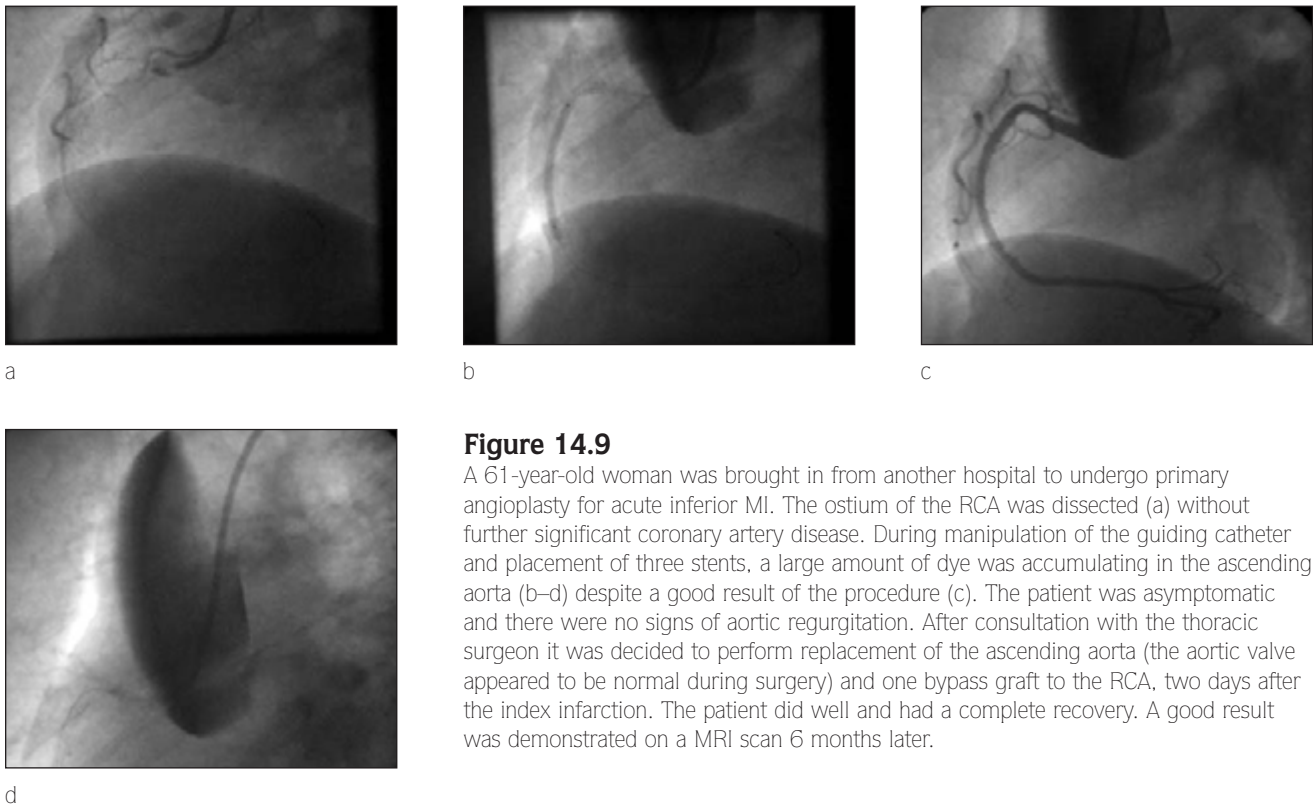 a
b
c
d
Figure 14.9
A 61-year-old woman was brought in from another hospital to undergo primary
angioplasty for acute inferior MI. The ostium of the RCA was dissected (a) without
further significant coronary artery disease. During manipulation of the guiding catheter
and placement of three stents, a large amount of dye was accumulating in the ascending
aorta (b–d) despite a good result of the procedure (c). The patient was asymptomatic
and there were no signs of aortic regurgitation. After consultation with the thoracic
surgeon it was decided to perform replacement of the ascending aorta (the aortic valve
appeared to be normal during surgery) and one bypass graft to the RCA, two days after
the index infarction. The patient did well and had a complete recovery. A good result
was demonstrated on a MRI scan 6 months later.